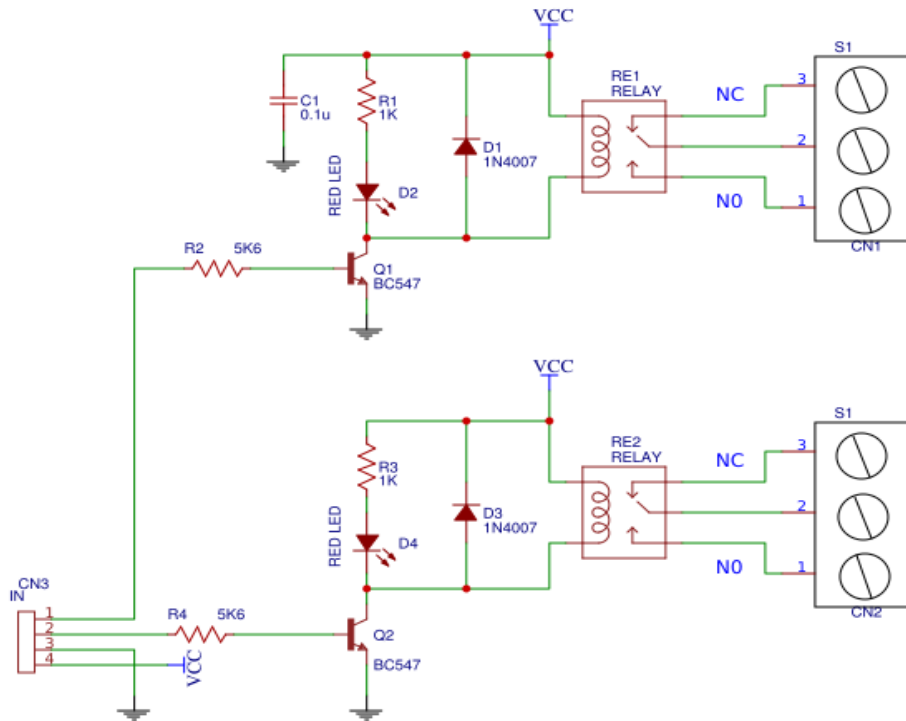 VCC
S1
RE1
RELAY
NC
3
C1
0.1u
R1
1K
D1
1N4007
2
RED LED
D2
N0
1
CN1
R2 5K6
Q1
BC547
VCC
S1
RE2
RELAY
NC
3
R3
1K
D3
1N4007
2
RED LED
D4
N0
1
CN2
CN3
IN
1
R4 5K6
2
Q2
3
4
VCC
BC547